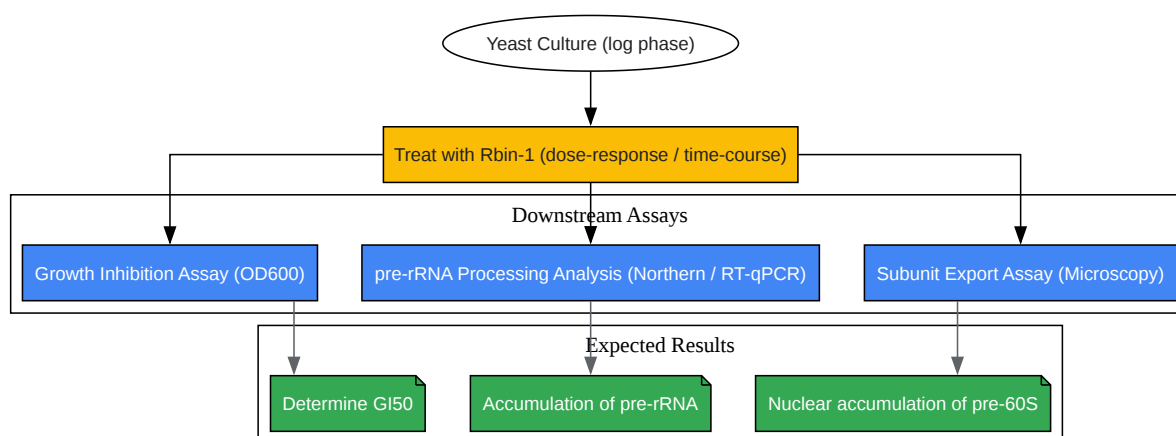 Yeast Culture (log phase)
Treat with Rbin-1 (dose-response / time-course)
Downstream Assays
Growth Inhibition Assay (OD600)
pre-rRNA Processing Analysis (Northern / RT-qPCR)
Subunit Export Assay (Microscopy)
Expected Results
Determine GI50
Accumulation of pre-rRNA
Nuclear accumulation of pre-60S